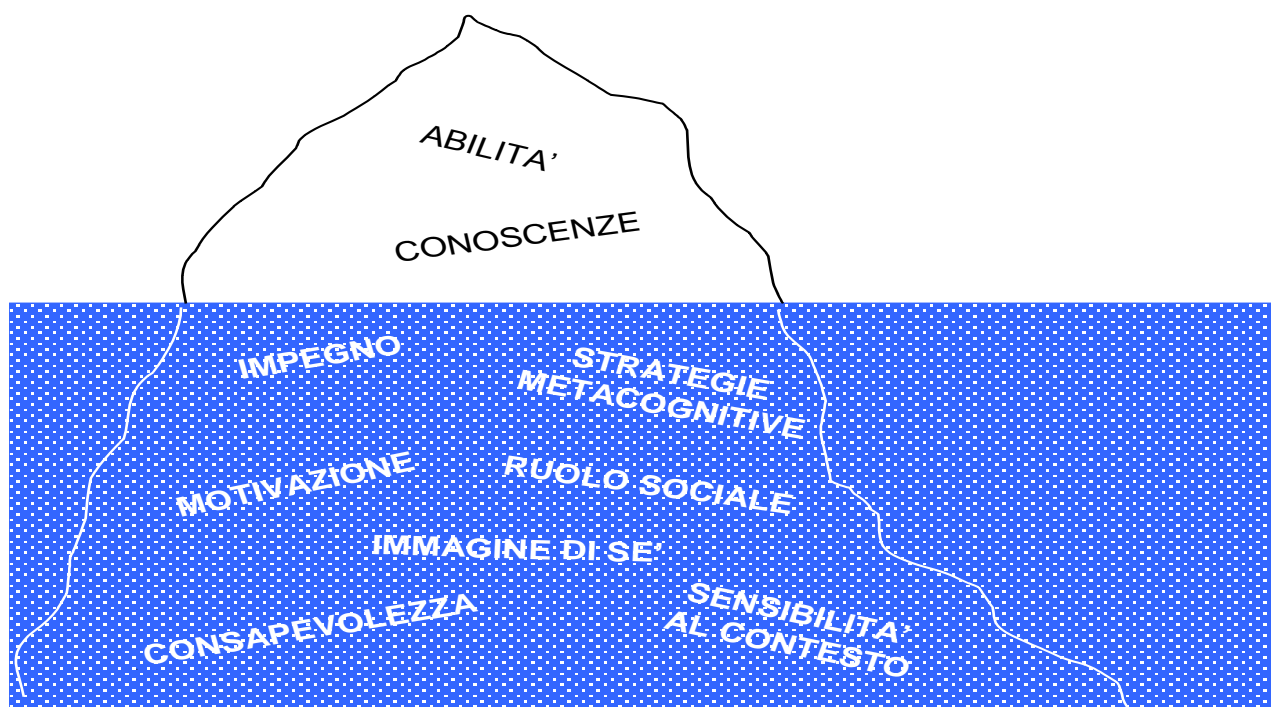 ABILITA’
CONOSCENZE
IMPEGNO
STRATEGIE
METACOGNITIVE
MOTIVAZIONE
RUOLO SOCIALE
IMMAGINE DI SE’
CONSAPEVOLEZZA
SENSIBILITA’
AL CONTESTO